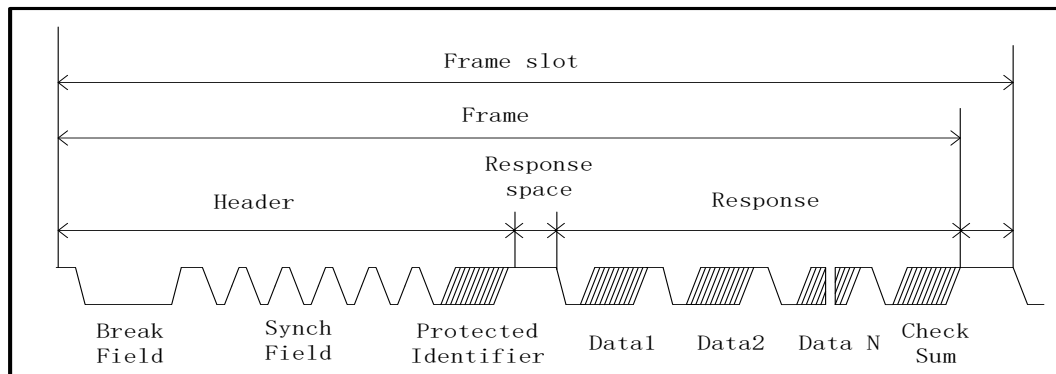 Frame slot
Frame
Response
space
Header
Response
Break
Field
Synch
Field
Protected
Identifier
Data1
Data2
Data N
Check
Sum